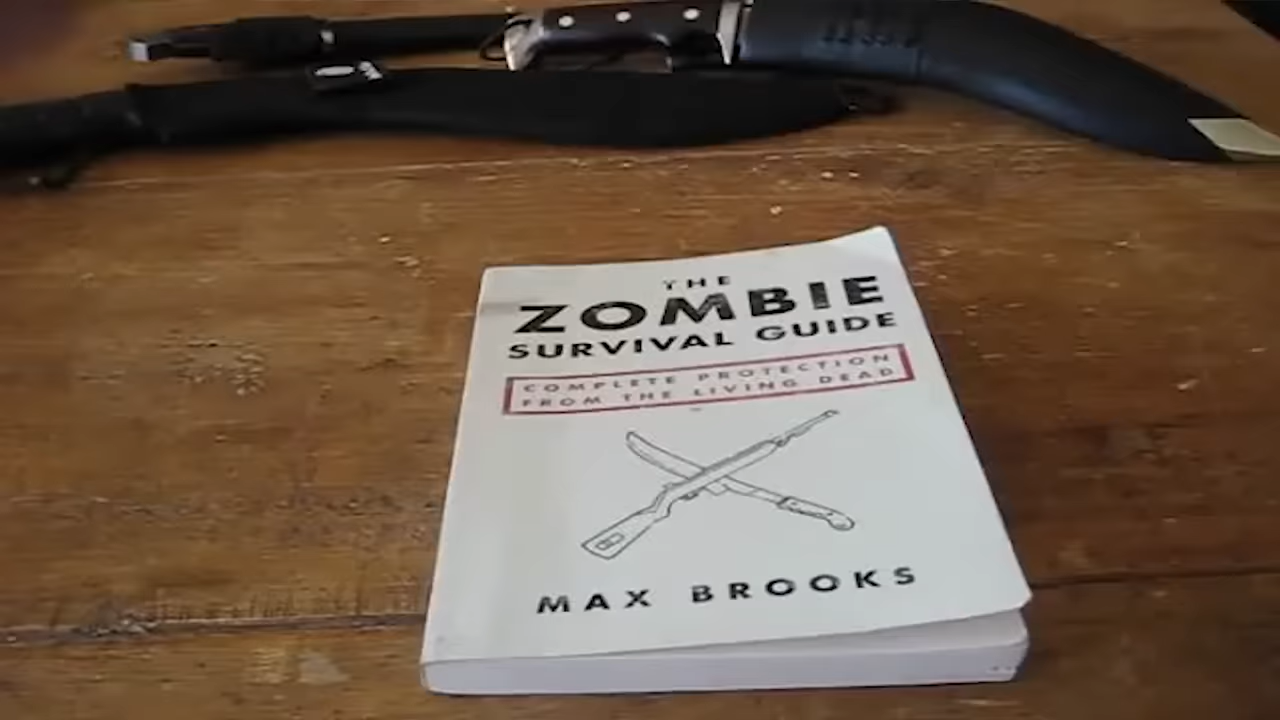 THE
ZOMBIE
SURVIVAL GUIDE
COMPLETE PROTECTION
FROM THE LIVING DEAD
MAX BROOKS